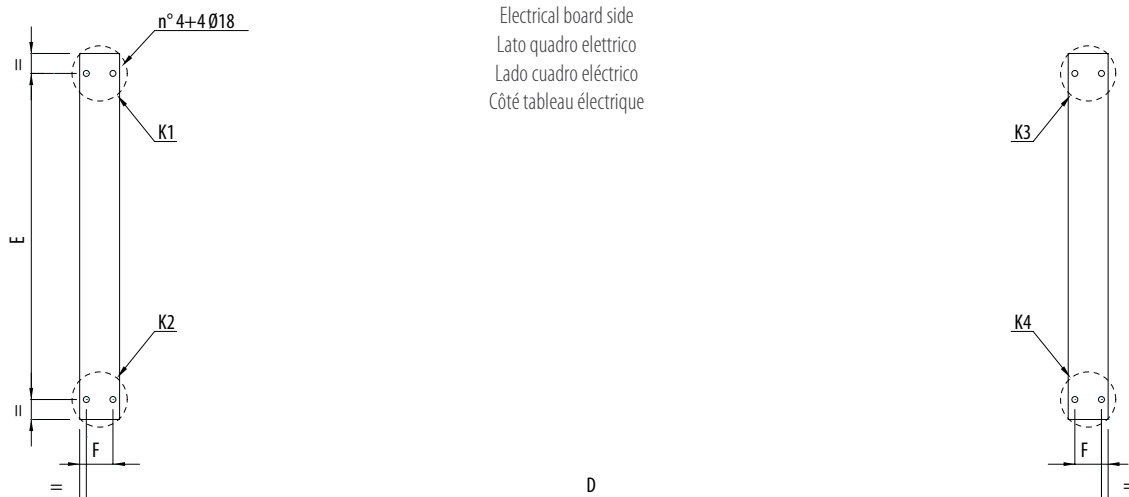 n° 4+4 Ø18
Electrical board side
Lato quadro elettrico
Lado cuadro eléctrico
Côté tableau électrique
=
K1
K3
E
K2
K4
=
F
F
=
D
=